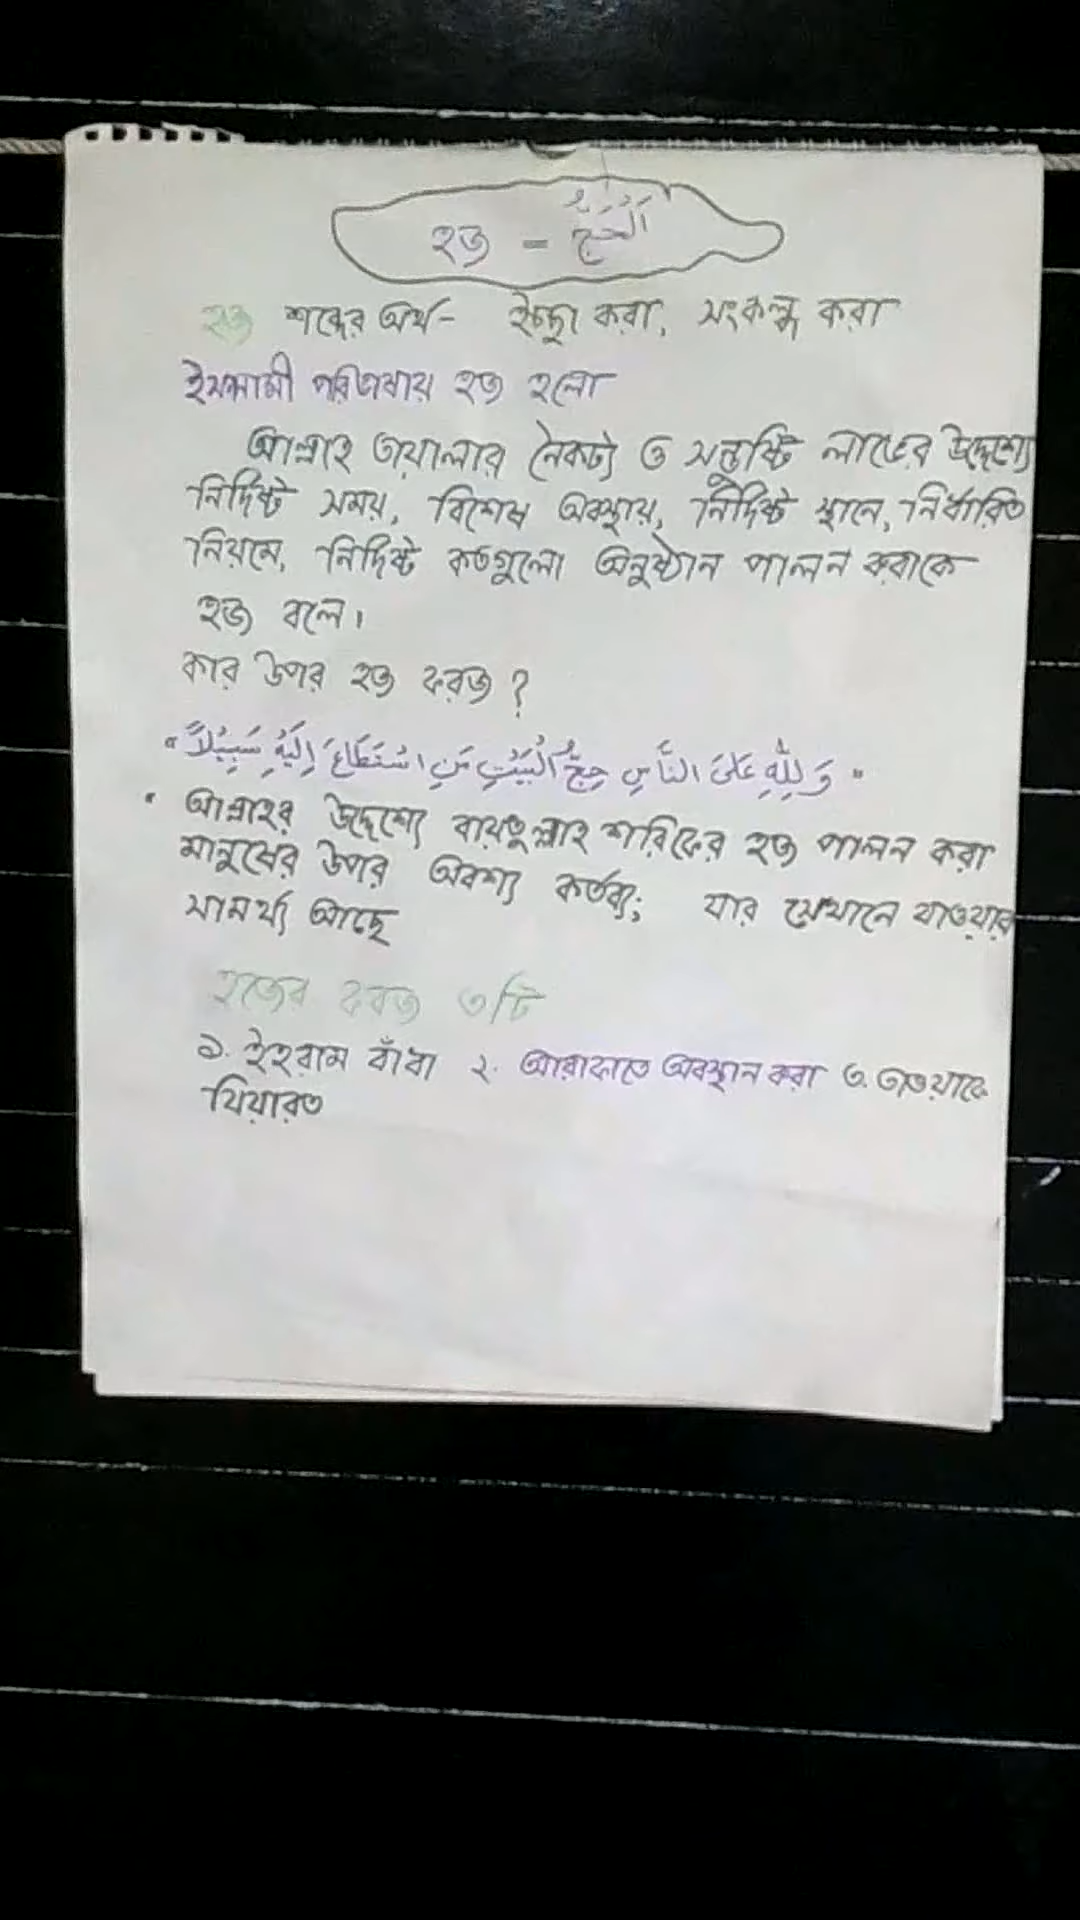 হজ - اَلْحَجُّ
হজ শব্দের অর্থ- ইচ্ছা করা, সংকল্প করা
ইসলামী পরিভাষায় হজ হলো
আল্লাহ তায়ালার নৈকট্য ও সন্তুষ্টি লাভের উদ্দেশ্যে
নির্দিষ্ট সময়, বিশেষ অবস্থায়, নির্দিষ্ট স্থানে, নির্ধারিত
নিয়মে, নির্দিষ্ট কতগুলো অনুষ্ঠান পালন করাকে
হজ বলে।
কার উপর হজ ফরজ ?
" وَلِلّٰهِ عَلَى النَّاسِ حِجُّ الْبَيْتِ مَنِ اسْتَطَاعَ اِلَيْهِ سَبِيْلًا "
" আল্লাহর উদ্দেশ্যে বায়তুল্লাহ শরিফের হজ পালন করা
মানুষের উপর অবশ্য কর্তব্য; যার সেখানে যাওয়ার
সামর্থ্য আছে
হজের ফরজ ৩টি
১. ইহরাম বাঁধা ২. আরাফাতে অবস্থান করা ৩. তাওয়াফে
যিয়ারত